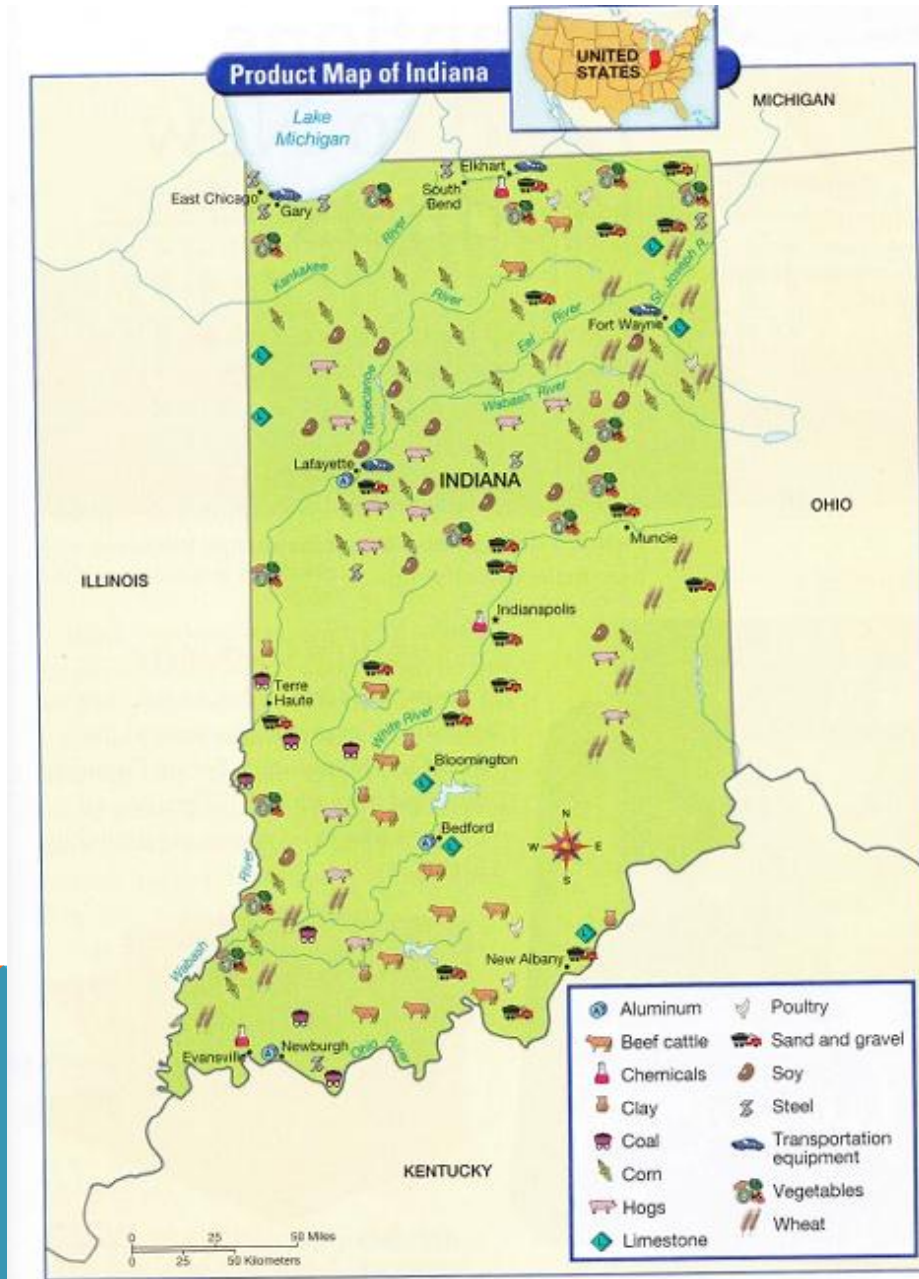 Product Map of Indiana
UNITED
STATES
MICHIGAN
Lake
Michigan
Elkhart
East Chicago
Gary
South
Bend
Kankakee
River
River
St. Joseph R.
Eel
River
Fort Wayne
Tippecanoe
Wabash River
Lafayette
A
INDIANA
OHIO
Muncie
ILLINOIS
Indianapolis
Terre
Haute
White River
Bloomington
L
Bedford
A
L
N
W
E
S
River
Wabash
New Albany
L
L
L
L
L
Evansville
A
Newburgh
Ohio
River
KENTUCKY
A Aluminum
Beef cattle
Chemicals
Clay
Coal
Corn
Hogs
L Limestone
Poultry
Sand and gravel
Soy
Steel
Transportation
equipment
Vegetables
Wheat
0 25 50 Miles
0 25 50 Kilometers